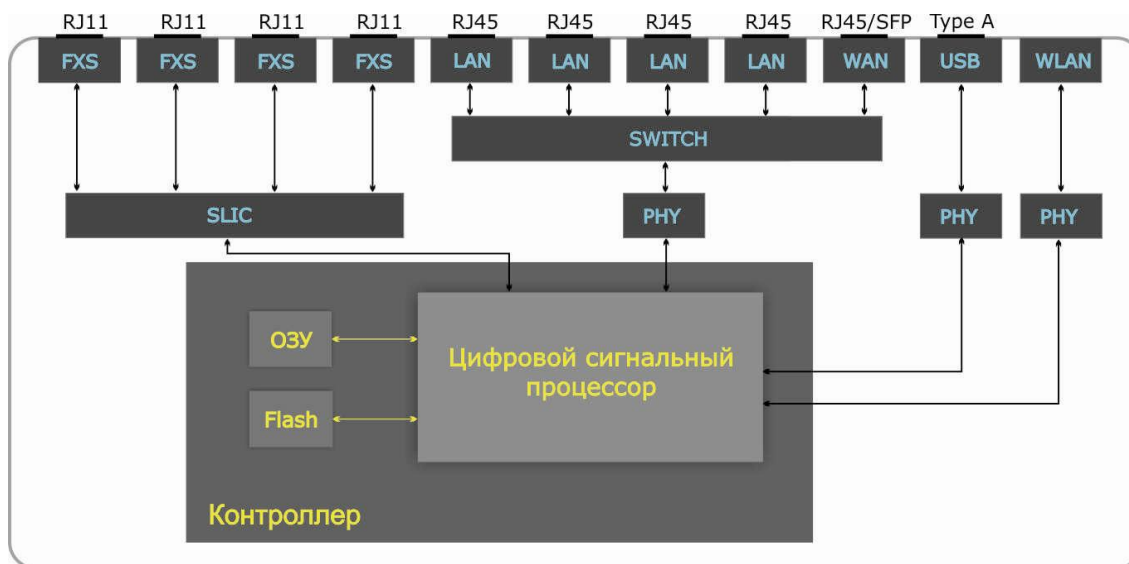 RJ11 RJ11 RJ11 RJ11 RJ45 RJ45 RJ45 RJ45 RJ45/SFP Type A
FXS FXS FXS FXS LAN LAN LAN LAN WAN USB WLAN
SWITCH
SLIC PHY PHY PHY
ОЗУ
Цифровой сигнальный
процессор
Flash
Контроллер